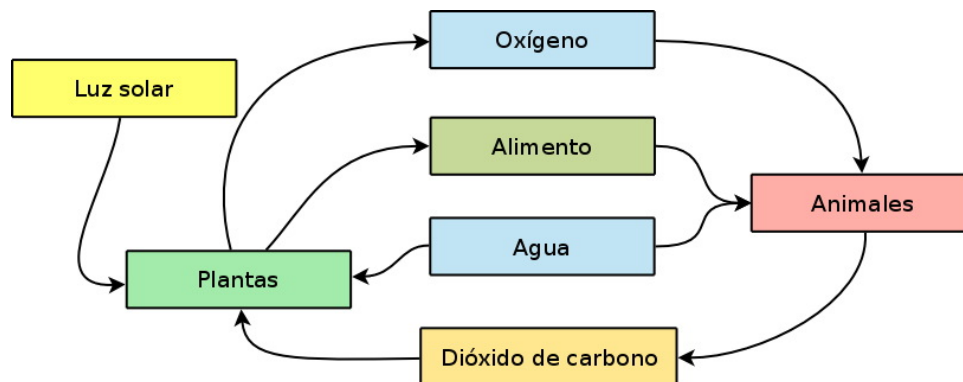 Oxígeno
Luz solar
Alimento
Animales
Agua
Plantas
Dióxido de carbono